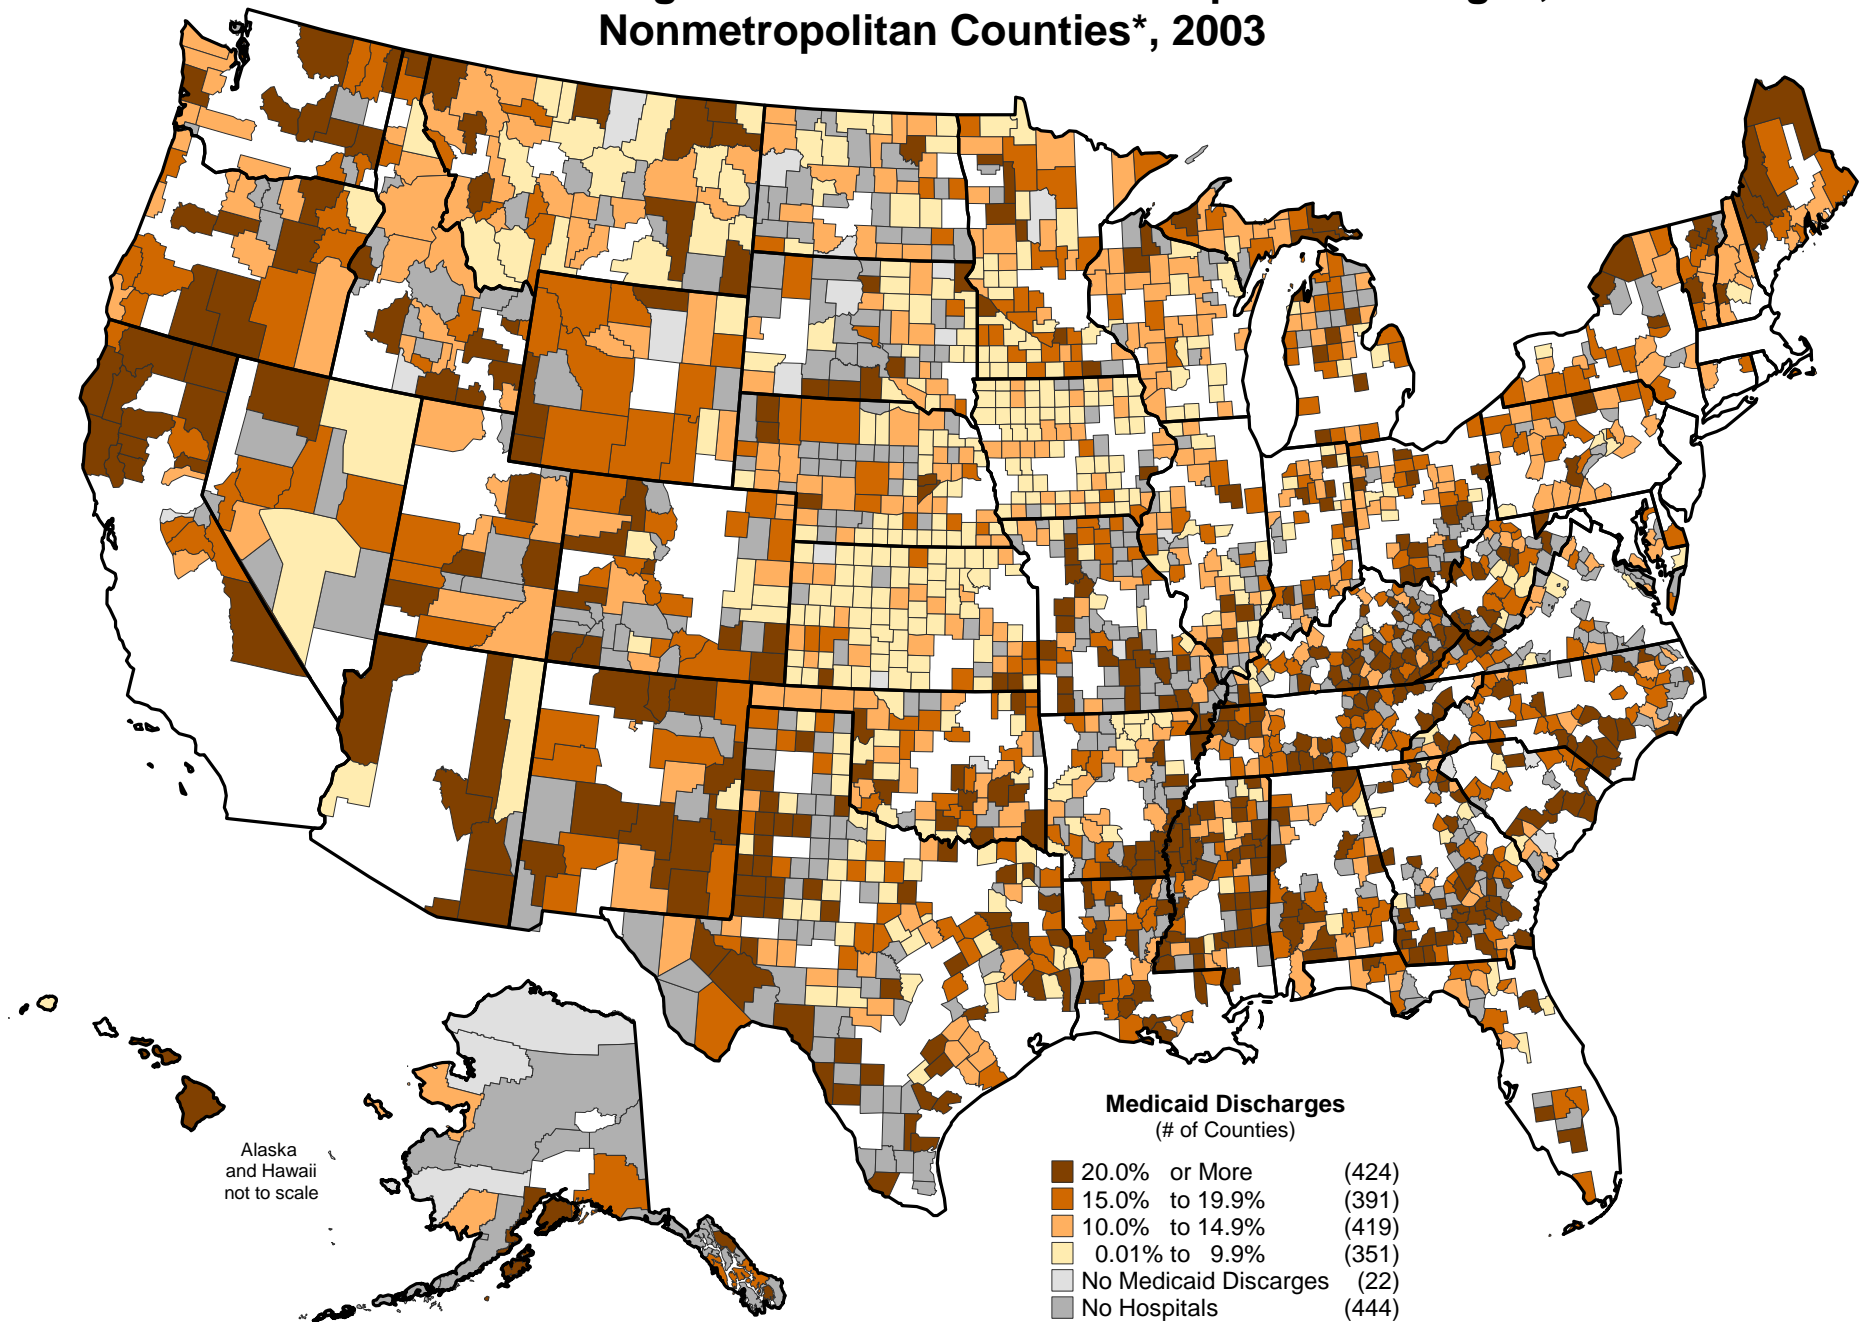 Nonmetropolitan Counties*, 2003
Alaska
and Hawaii
not to scale
Medicaid Discharges
(# of Counties)
20.0% or More (424)
15.0% to 19.9% (391)
10.0% to 14.9% (419)
0.01% to 9.9% (351)
No Medicaid Discarges (22)
No Hospitals (444)